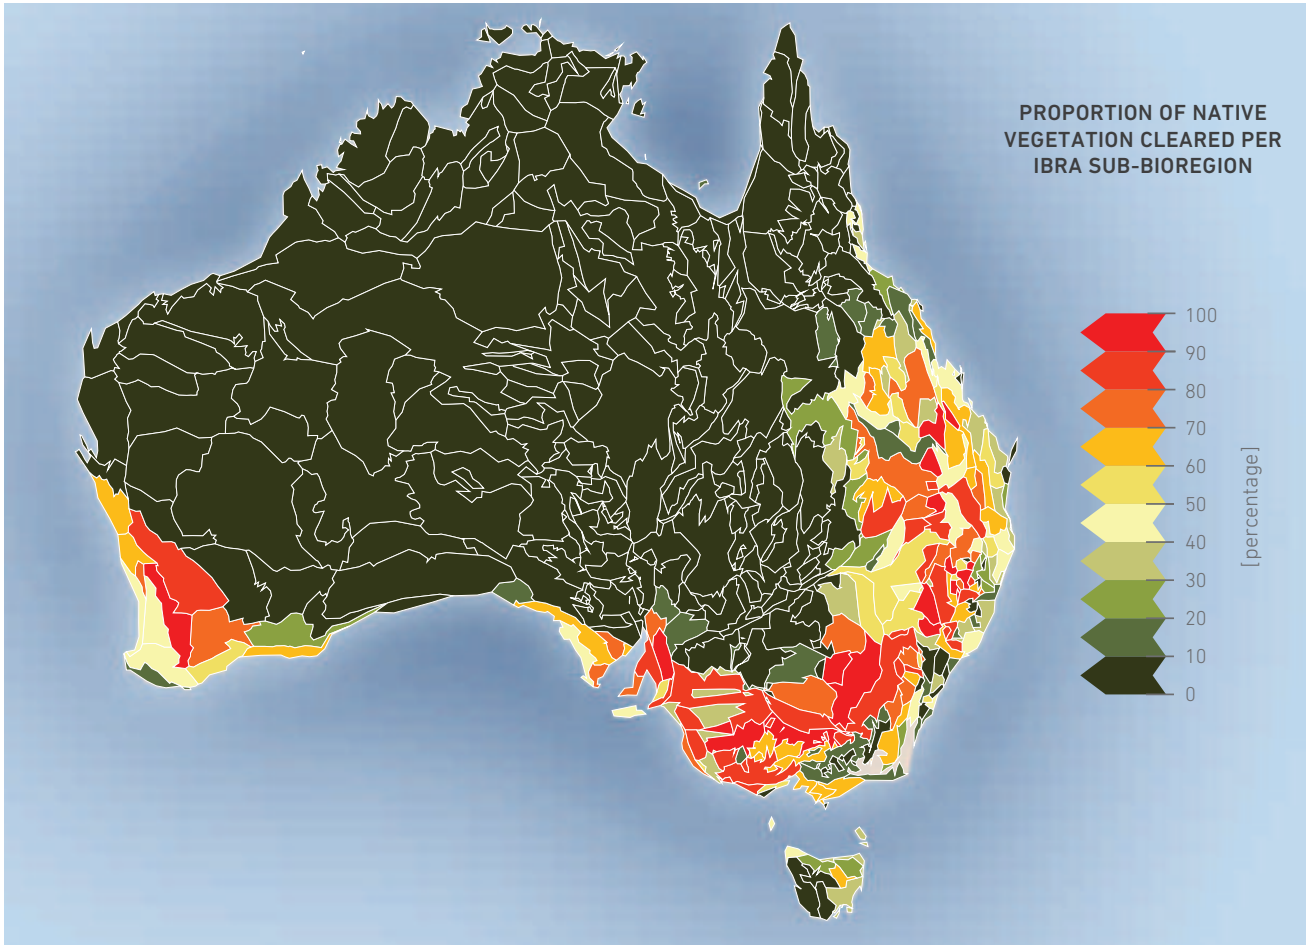 PROPORTION OF NATIVE
VEGETATION CLEARED PER
IBRA SUB-BIOREGION
100
90
80
70
60
50
40
30
20
10
0
[percentage]